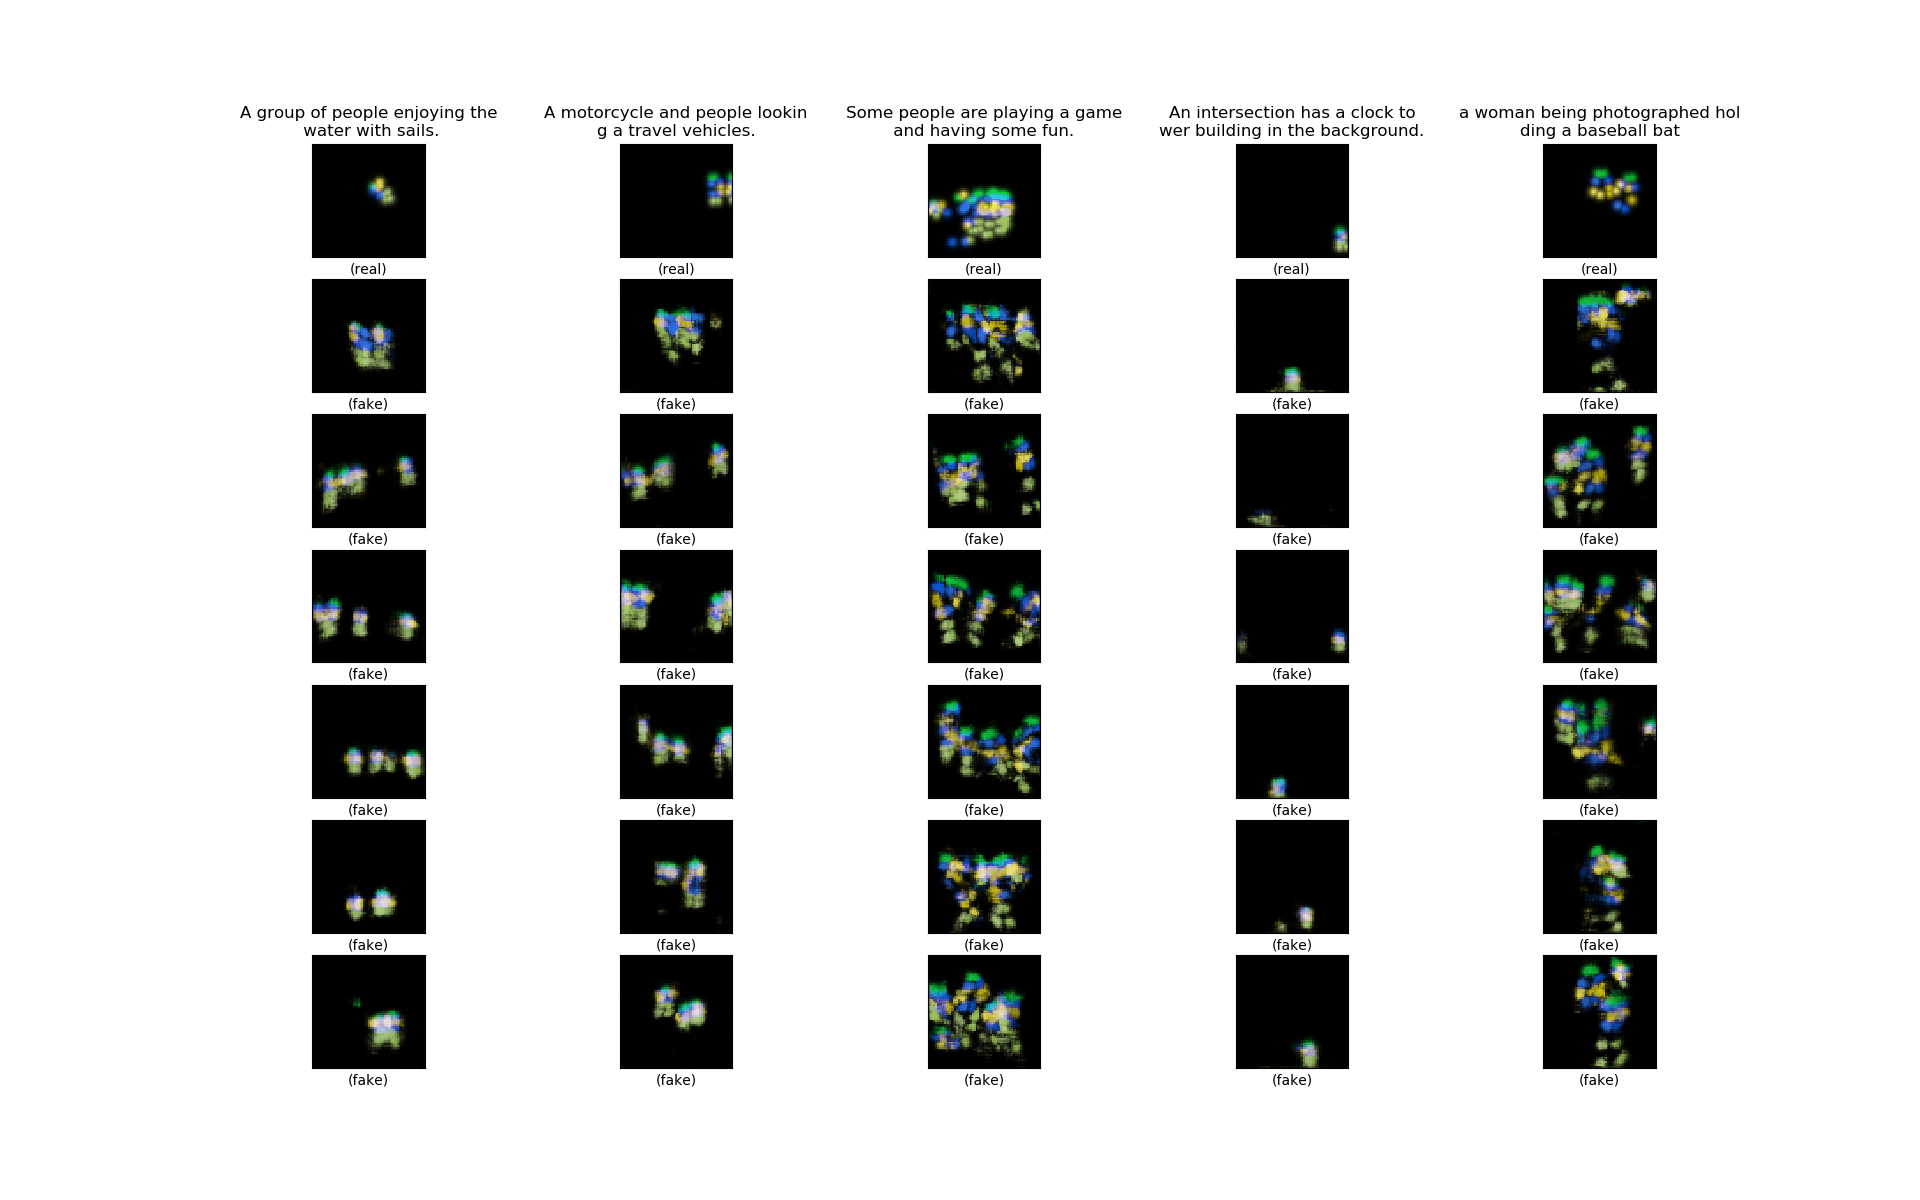 A group of people enjoying the
water with sails.
A motorcycle and people lookin
g a travel vehicles.
Some people are playing a game
and having some fun.
An intersection has a clock to
wer building in the background.
a woman being photographed hol
ding a baseball bat
(real) (real) (real) (real) (real)
(fake) (fake) (fake) (fake) (fake)
(fake) (fake) (fake) (fake) (fake)
(fake) (fake) (fake) (fake) (fake)
(fake) (fake) (fake) (fake) (fake)
(fake) (fake) (fake) (fake) (fake)
(fake) (fake) (fake) (fake) (fake)